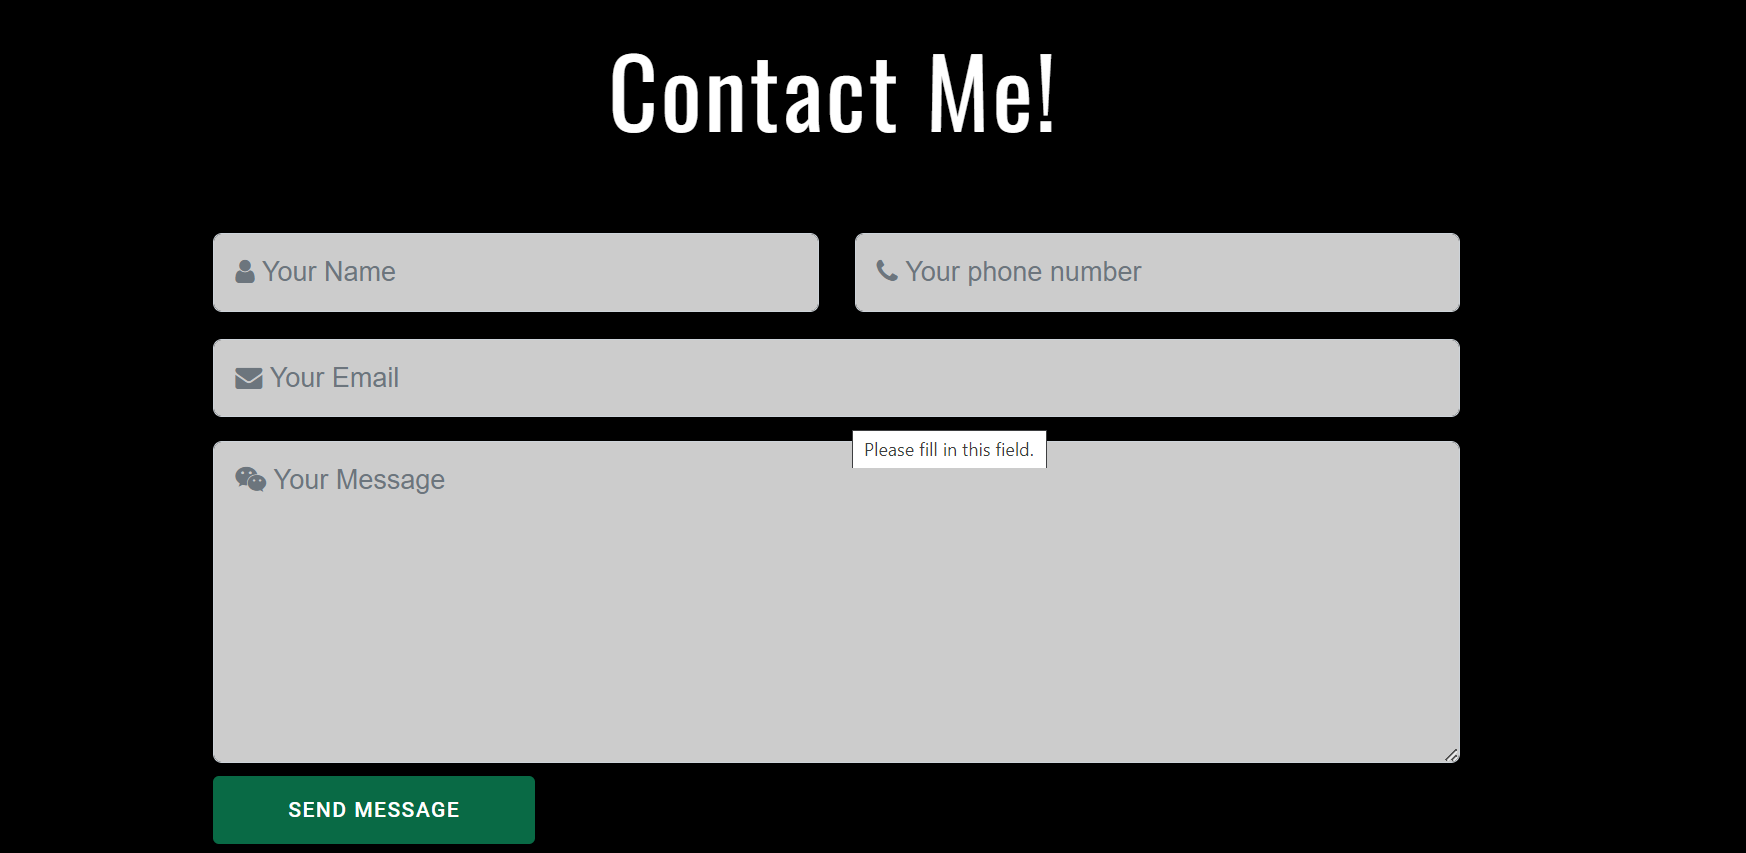 Contact Me!
Your Name
Your phone number
Your Email
Please fill in this field.
Your Message
SEND MESSAGE